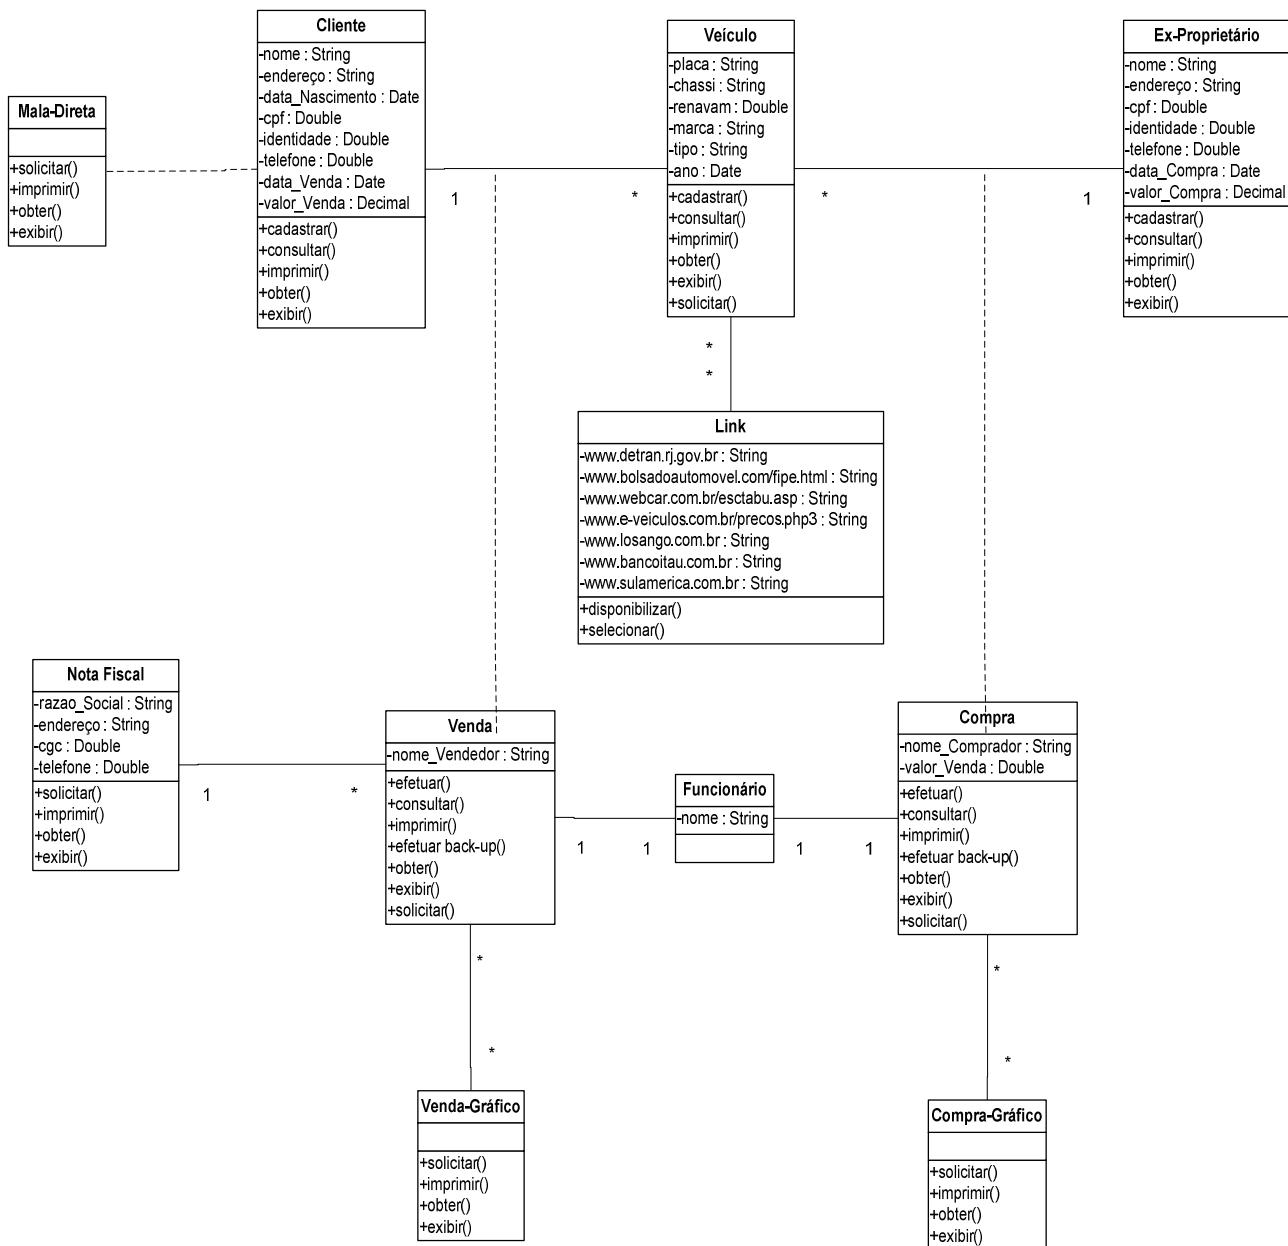 Cliente
-nome : String
-endereço : String
-data_Nascimento : Date
-cpf : Double
-identidade : Double
-telefone : Double
-data_Venda : Date
-valor_Venda : Decimal
+cadastrar()
+consultar()
+imprimir()
+obter()
+exibir()
Veículo
-placa : String
-chassi : String
-renavam : Double
-marca : String
-tipo : String
-ano : Date
+cadastrar()
+consultar()
+imprimir()
+obter()
+exibir()
+solicitar()
Ex-Proprietário
-nome : String
-endereço : String
-cpf : Double
-identidade : Double
-telefone : Double
-data_Compra : Date
-valor_Compra : Decimal
+cadastrar()
+consultar()
+imprimir()
+obter()
+exibir()
Mala-Direta
+solicitar()
+imprimir()
+obter()
+exibir()
1
*
*
1
*
*
Link
-www.detran.rj.gov.br : String
-www.bolsadoautomovel.com/fipe.html : String
-www.webcar.com.br/esctabu.asp : String
-www.e-veiculos.com.br/precos.php3 : String
-www.losango.com.br : String
-www.bancoitau.com.br : String
-www.sulamerica.com.br : String
+disponibilizar()
+selecionar()
Nota Fiscal
-razao_Social : String
-endereço : String
-cgc : Double
-telefone : Double
+solicitar()
+imprimir()
+obter()
+exibir()
1
*
Venda
-nome_Vendedor : String
+efetuar()
+consultar()
+imprimir()
+efetuar back-up()
+obter()
+exibir()
+solicitar()
1
1
Funcionário
-nome : String
1
1
Compra
-nome_Comprador : String
-valor_Venda : Double
+efetuar()
+consultar()
+imprimir()
+efetuar back-up()
+obter()
+exibir()
+solicitar()
*
*
*
*
Venda-Gráfico
+solicitar()
+imprimir()
+obter()
+exibir()
Compra-Gráfico
+solicitar()
+imprimir()
+obter()
+exibir()